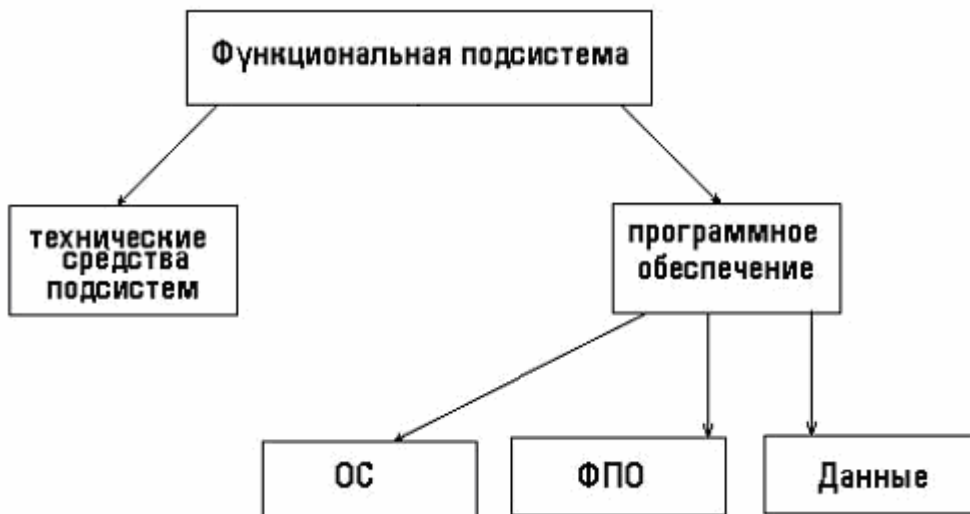 Функциональная подсистема
технические
средства
подсистем
программное
обеспечение
ОС
ФПО
Данные